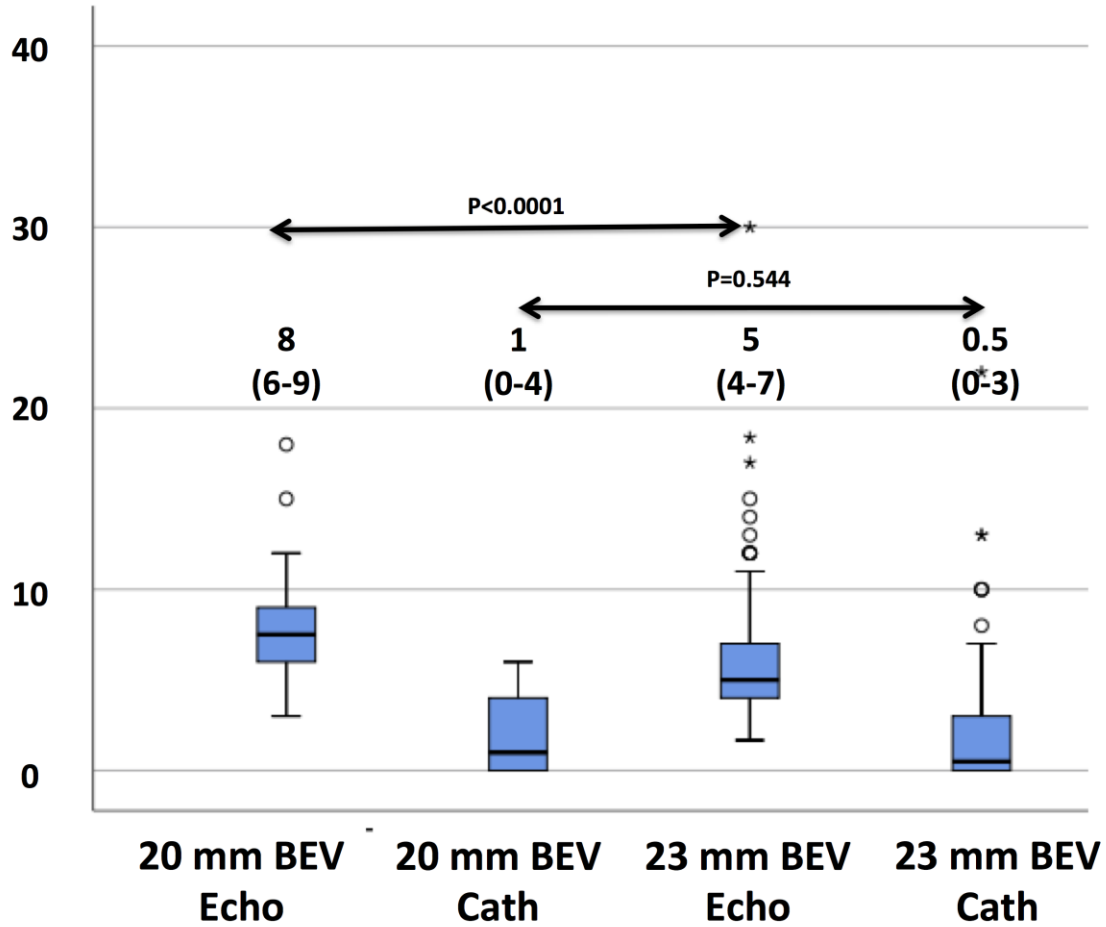 40
P<0.0001
30
P=0.544
8 1 5 0.5
(6-9) (0-4) (4-7) (0-3)
20
10
0
20 mm BEV 20 mm BEV 23 mm BEV 23 mm BEV
Echo Cath Echo Cath